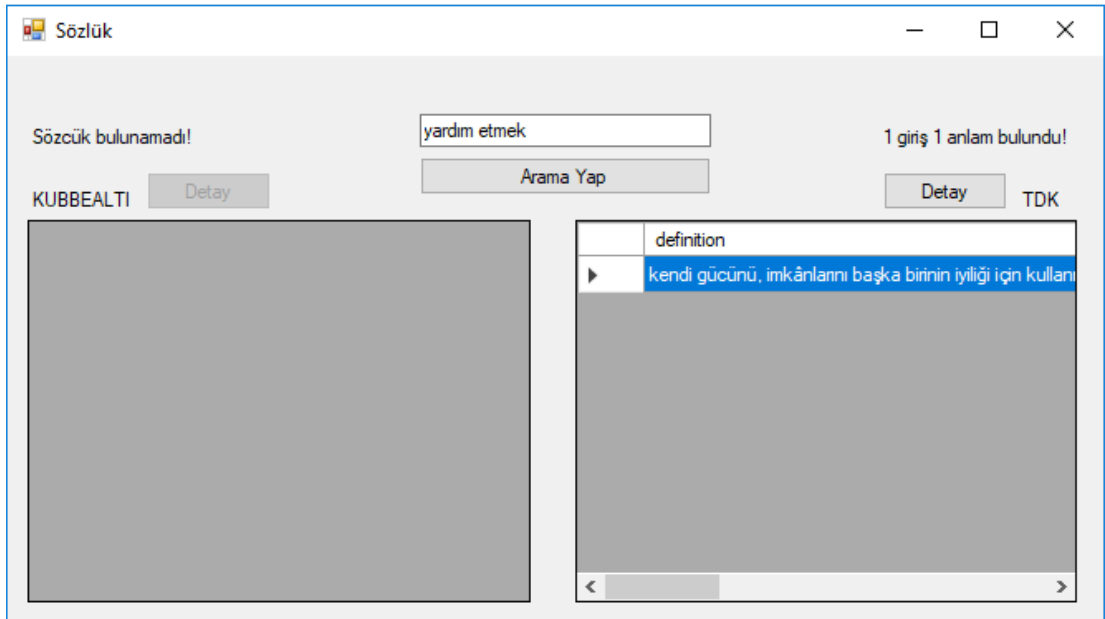 Sözlük
Sözcük bulunamadı!
yardım etmek
1 giriş 1 anlam bulundu!
Arama Yap
KUBBEALTI
Detay
Detay
TDK
definition
kendi gücünü, imkânlarını başka birinin iyiliği için